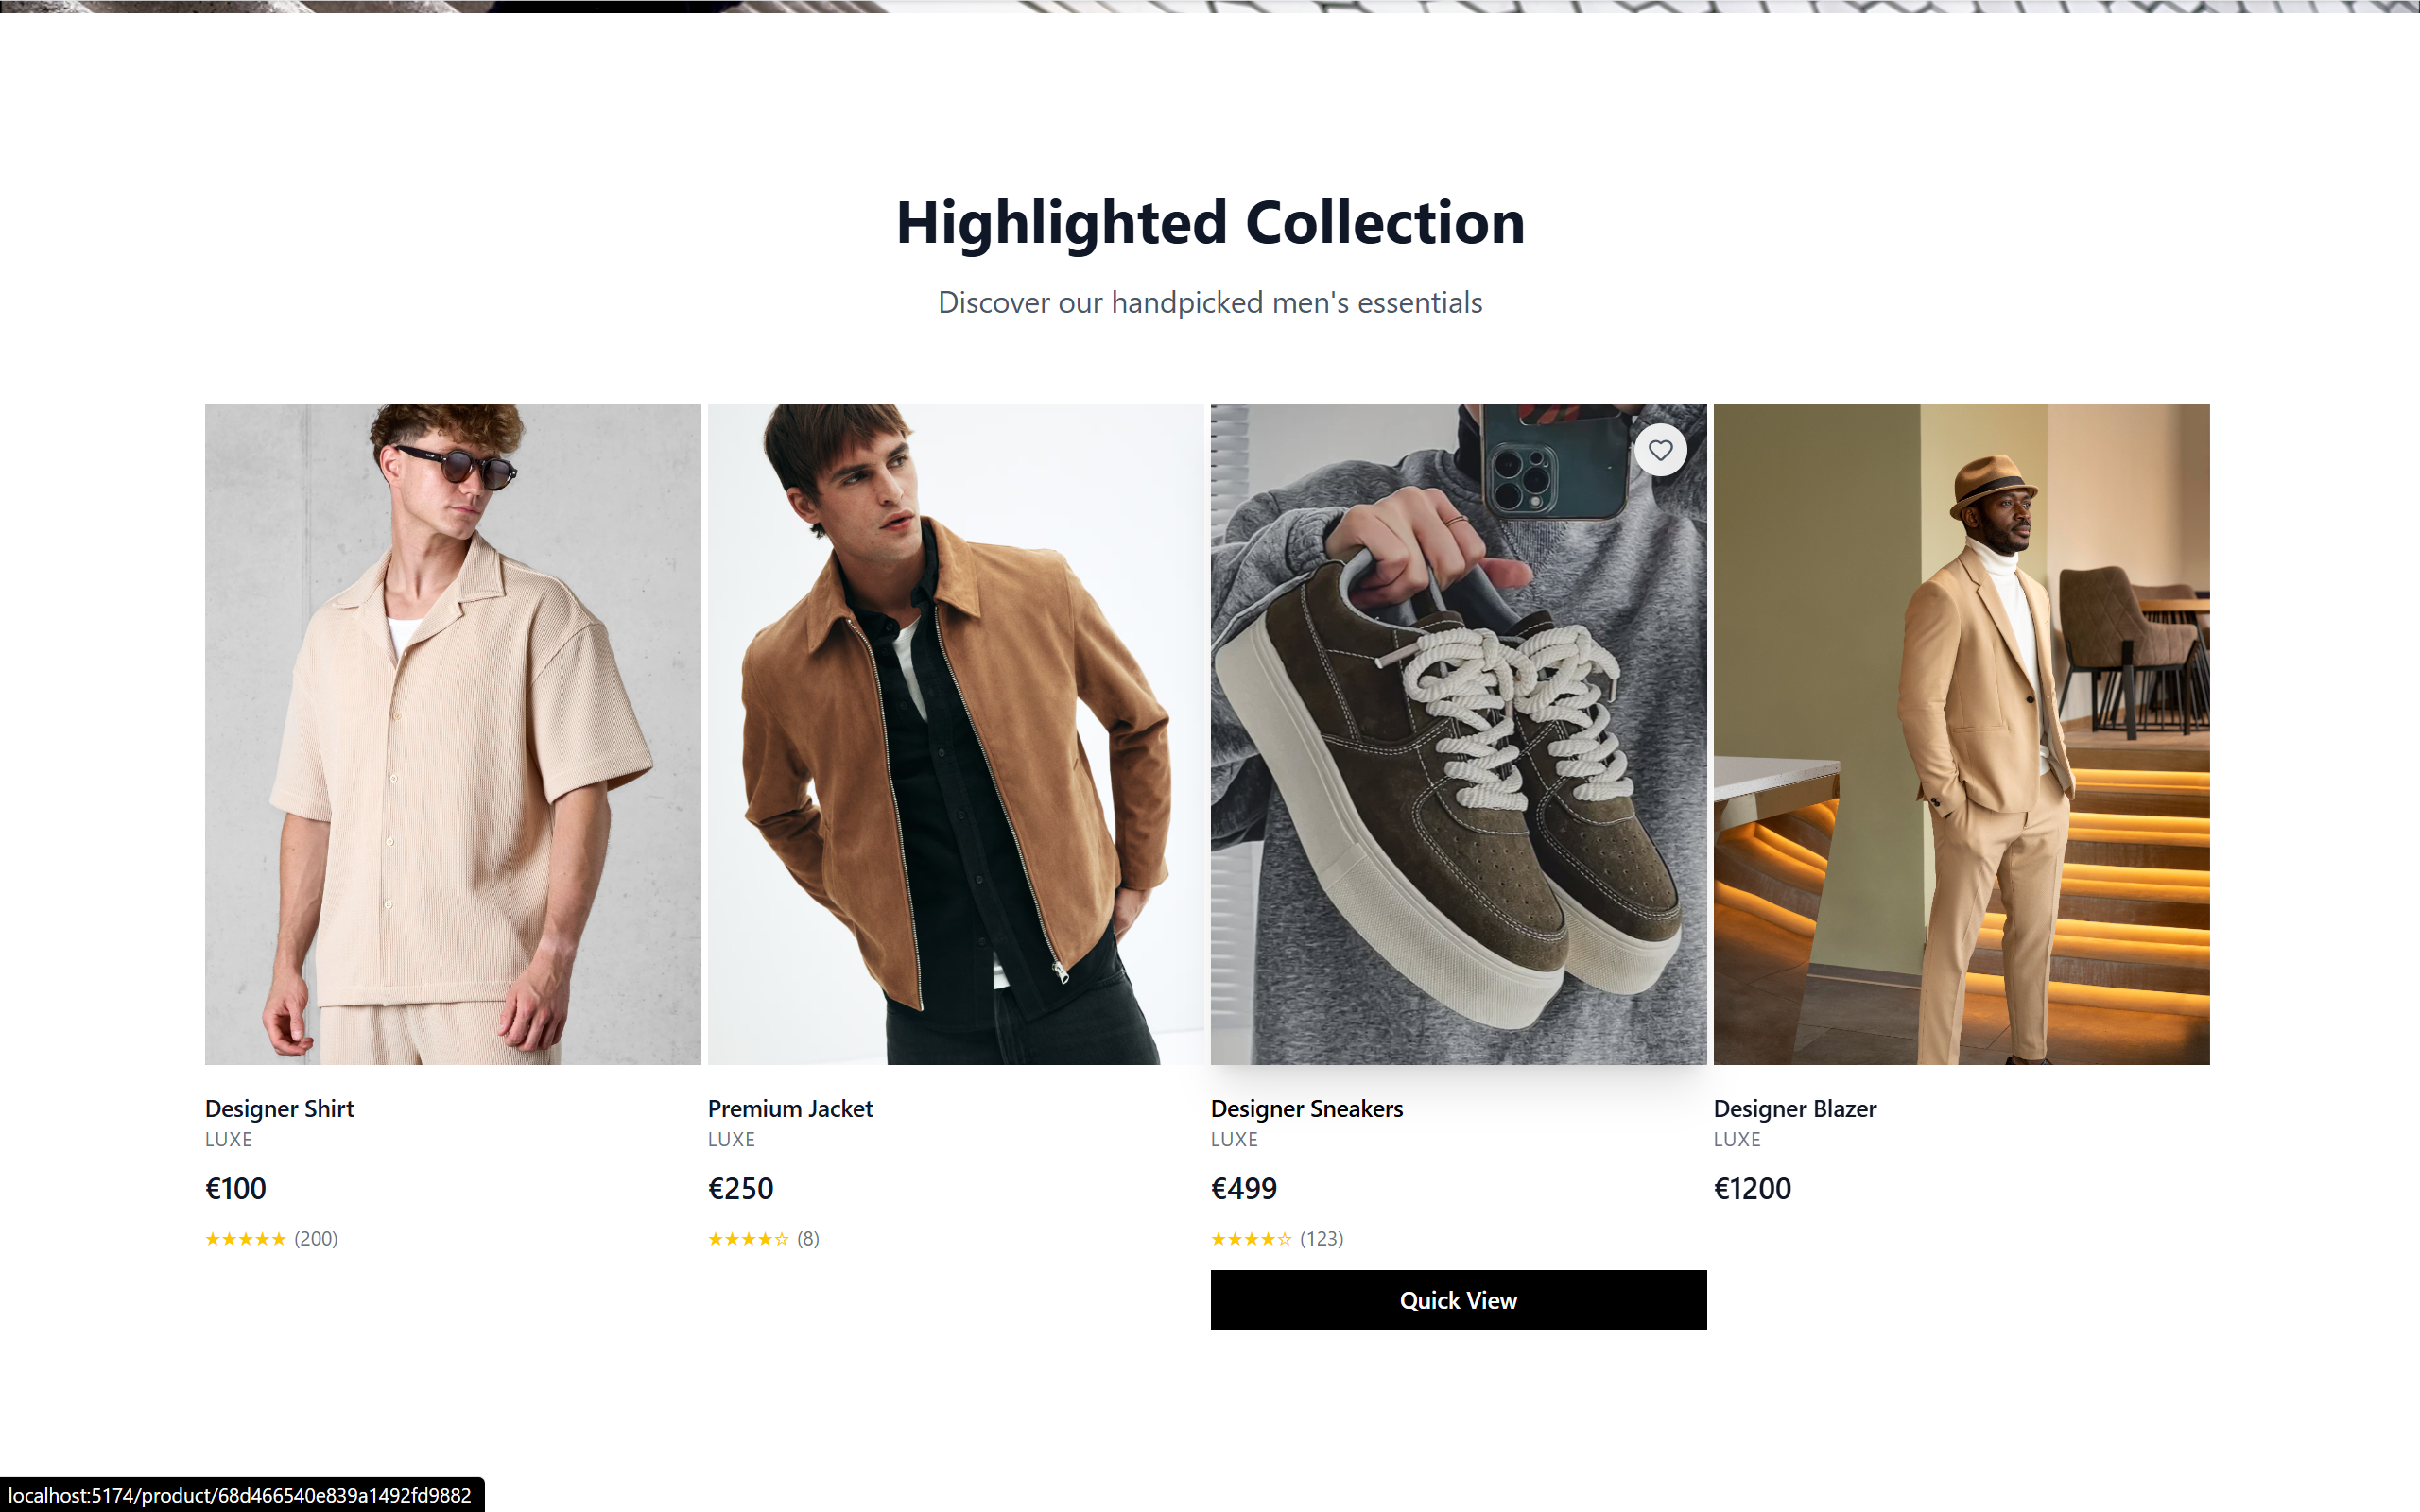 Highlighted Collection
Discover our handpicked men's essentials
Designer Shirt
LUXE
€100
★★★★★ (200)
Premium Jacket
LUXE
€250
★★★★☆ (8)
Designer Sneakers
LUXE
€499
★★★★☆ (123)
Quick View
Designer Blazer
LUXE
€1200
localhost:5174/product/68d466540e839a1492fd9882